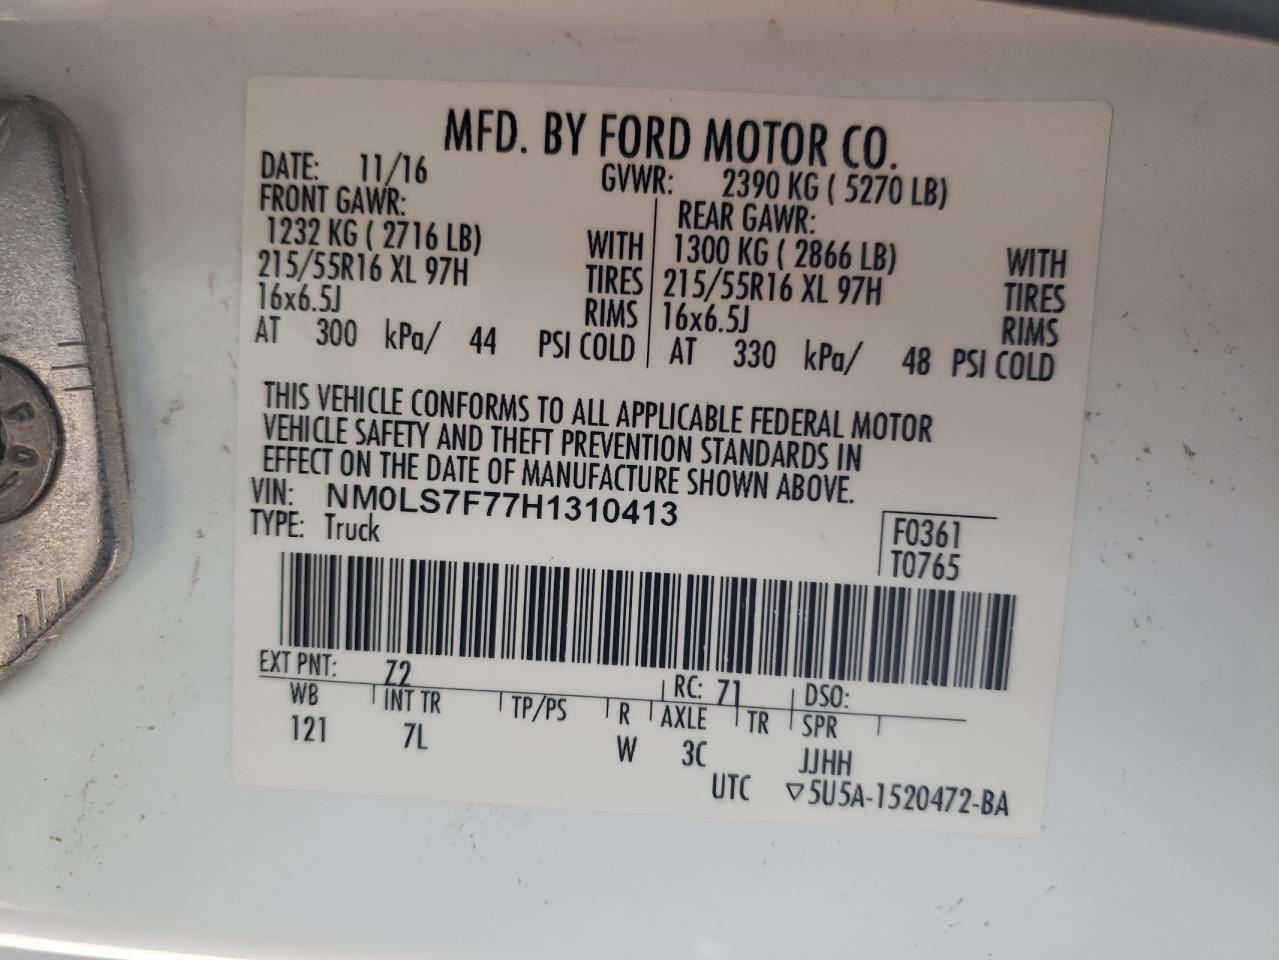 MFD. BY FORD MOTOR CO.
DATE: 11/16 GVWR: 2390 KG ( 5270 LB)
FRONT GAWR: REAR GAWR:
1232 KG ( 2716 LB) WITH 1300 KG ( 2866 LB) WITH
215/55R16 XL 97H TIRES 215/55R16 XL 97H TIRES
16x6.5J RIMS 16x6.5J RIMS
AT 300 kPa/ 44 PSI COLD AT 330 kPa/ 48 PSI COLD
THIS VEHICLE CONFORMS TO ALL APPLICABLE FEDERAL MOTOR
VEHICLE SAFETY AND THEFT PREVENTION STANDARDS IN
EFFECT ON THE DATE OF MANUFACTURE SHOWN ABOVE.
VIN: NM0LS7F77H1310413
TYPE: Truck
F0361
T0765
EXT PNT: Z2 RC: 71 DSO:
WB INT TR TP/PS R AXLE TR SPR
121 7L W 3C JJHH
UTC ▽5U5A-1520472-BA